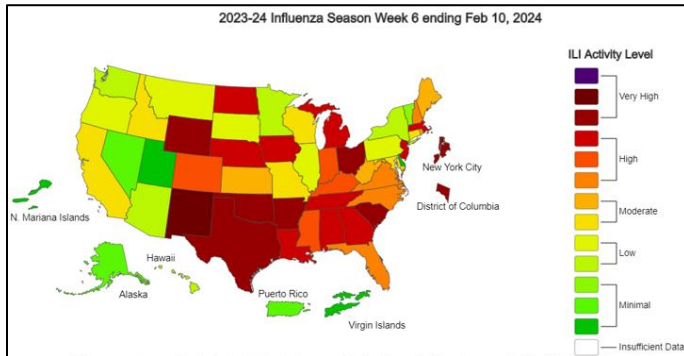 2023-24 Influenza Season Week 6 ending Feb 10, 2024
ILI Activity Level
Very High
High
Moderate
Low
Minimal
Insufficient Data
New York City
District of Columbia
N. Mariana Islands
Hawaii
Alaska
Puerto Rico
Virgin Islands